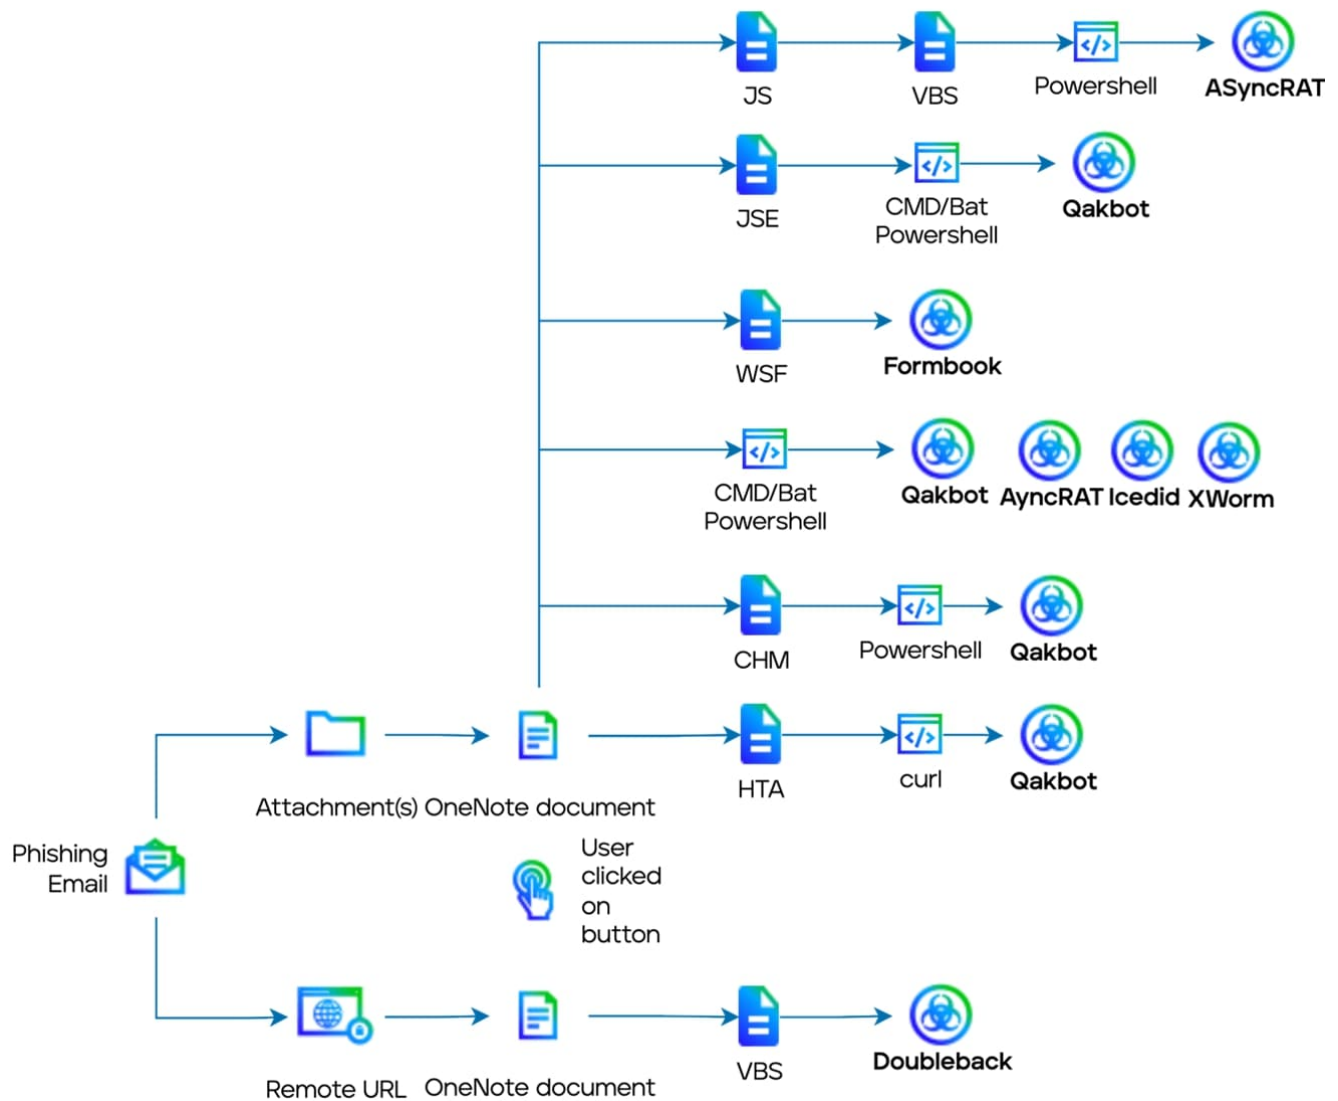 JS
VBS
Powershell
ASyncRAT
JSE
CMD/Bat
Powershell
Qakbot
WSF
Formbook
CMD/Bat
Powershell
Qakbot
AyncRAT
Icedid
XWorm
CHM
Powershell
Qakbot
HTA
curl
Qakbot
Attachment(s)
OneNote document
Phishing
Email
User
clicked
on
button
Remote URL
OneNote document
VBS
Doubleback